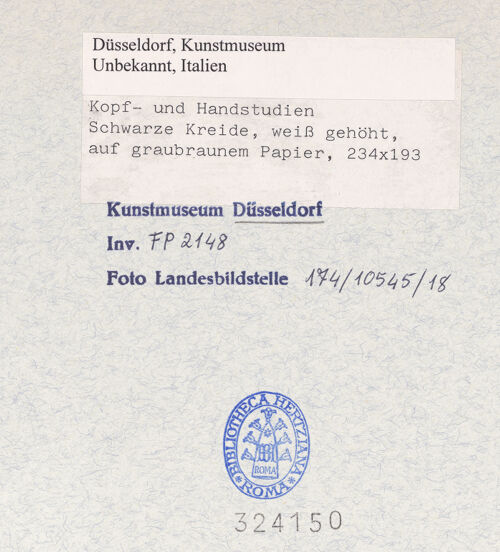 Düsseldorf, Kunstmuseum
Unbekannt, Italien
Kopf- und Handstudien
Schwarze Kreide, weiß gehöht,
auf graubraunem Papier, 234x193
Kunstmuseum Düsseldorf
Inv. FP 2148
Foto Landesbildstelle 174/10545/18
BIBLIOTHECA HERTZIANA
ROMA
ROMA
324150